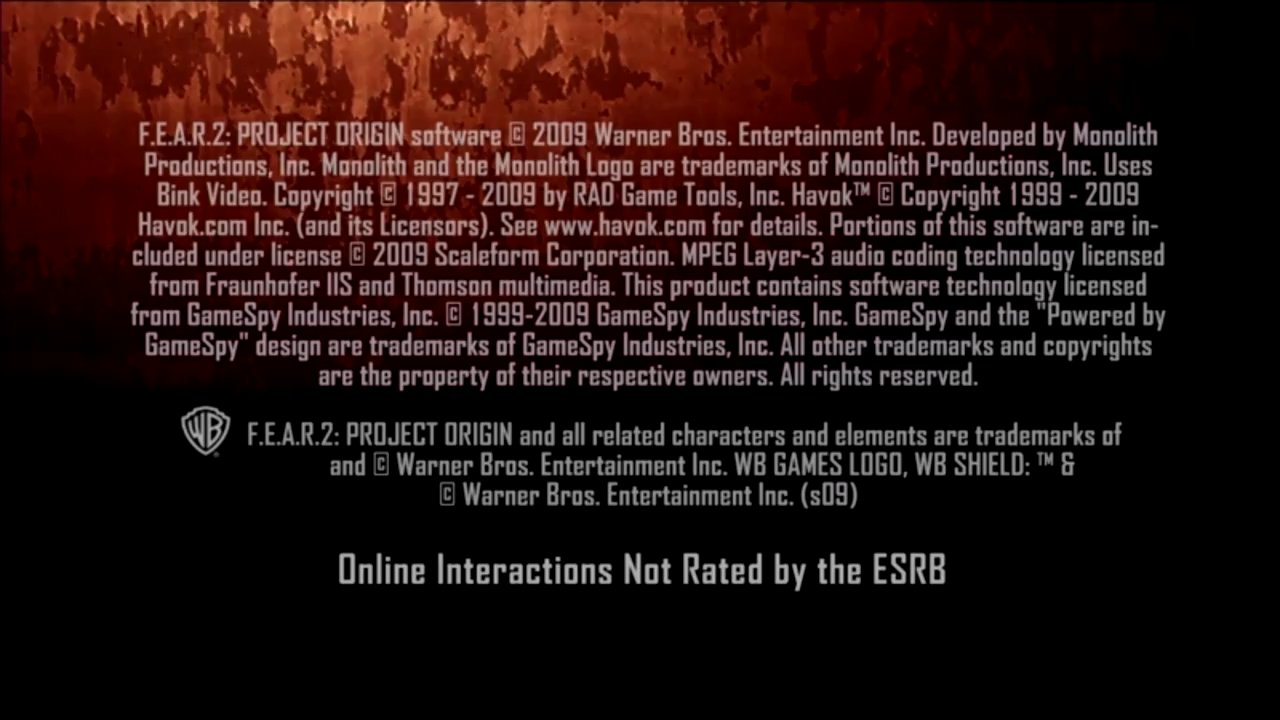 F.E.A.R.2: PROJECT ORIGIN software © 2009 Warner Bros. Entertainment Inc. Developed by Monolith
Productions, Inc. Monolith and the Monolith Logo are trademarks of Monolith Productions, Inc. Uses
Bink Video. Copyright © 1997 - 2009 by RAD Game Tools, Inc. Havok™ © Copyright 1999 - 2009
Havok.com Inc. (and its Licensors). See www.havok.com for details. Portions of this software are in-
cluded under license © 2009 Scaleform Corporation. MPEG Layer-3 audio coding technology licensed
from Fraunhofer IIS and Thomson multimedia. This product contains software technology licensed
from GameSpy Industries, Inc. © 1999-2009 GameSpy Industries, Inc. GameSpy and the "Powered by
GameSpy" design are trademarks of GameSpy Industries, Inc. All other trademarks and copyrights
are the property of their respective owners. All rights reserved.
WB F.E.A.R.2: PROJECT ORIGIN and all related characters and elements are trademarks of
and © Warner Bros. Entertainment Inc. WB GAMES LOGO, WB SHIELD: ™ &
© Warner Bros. Entertainment Inc. (s09)
Online Interactions Not Rated by the ESRB